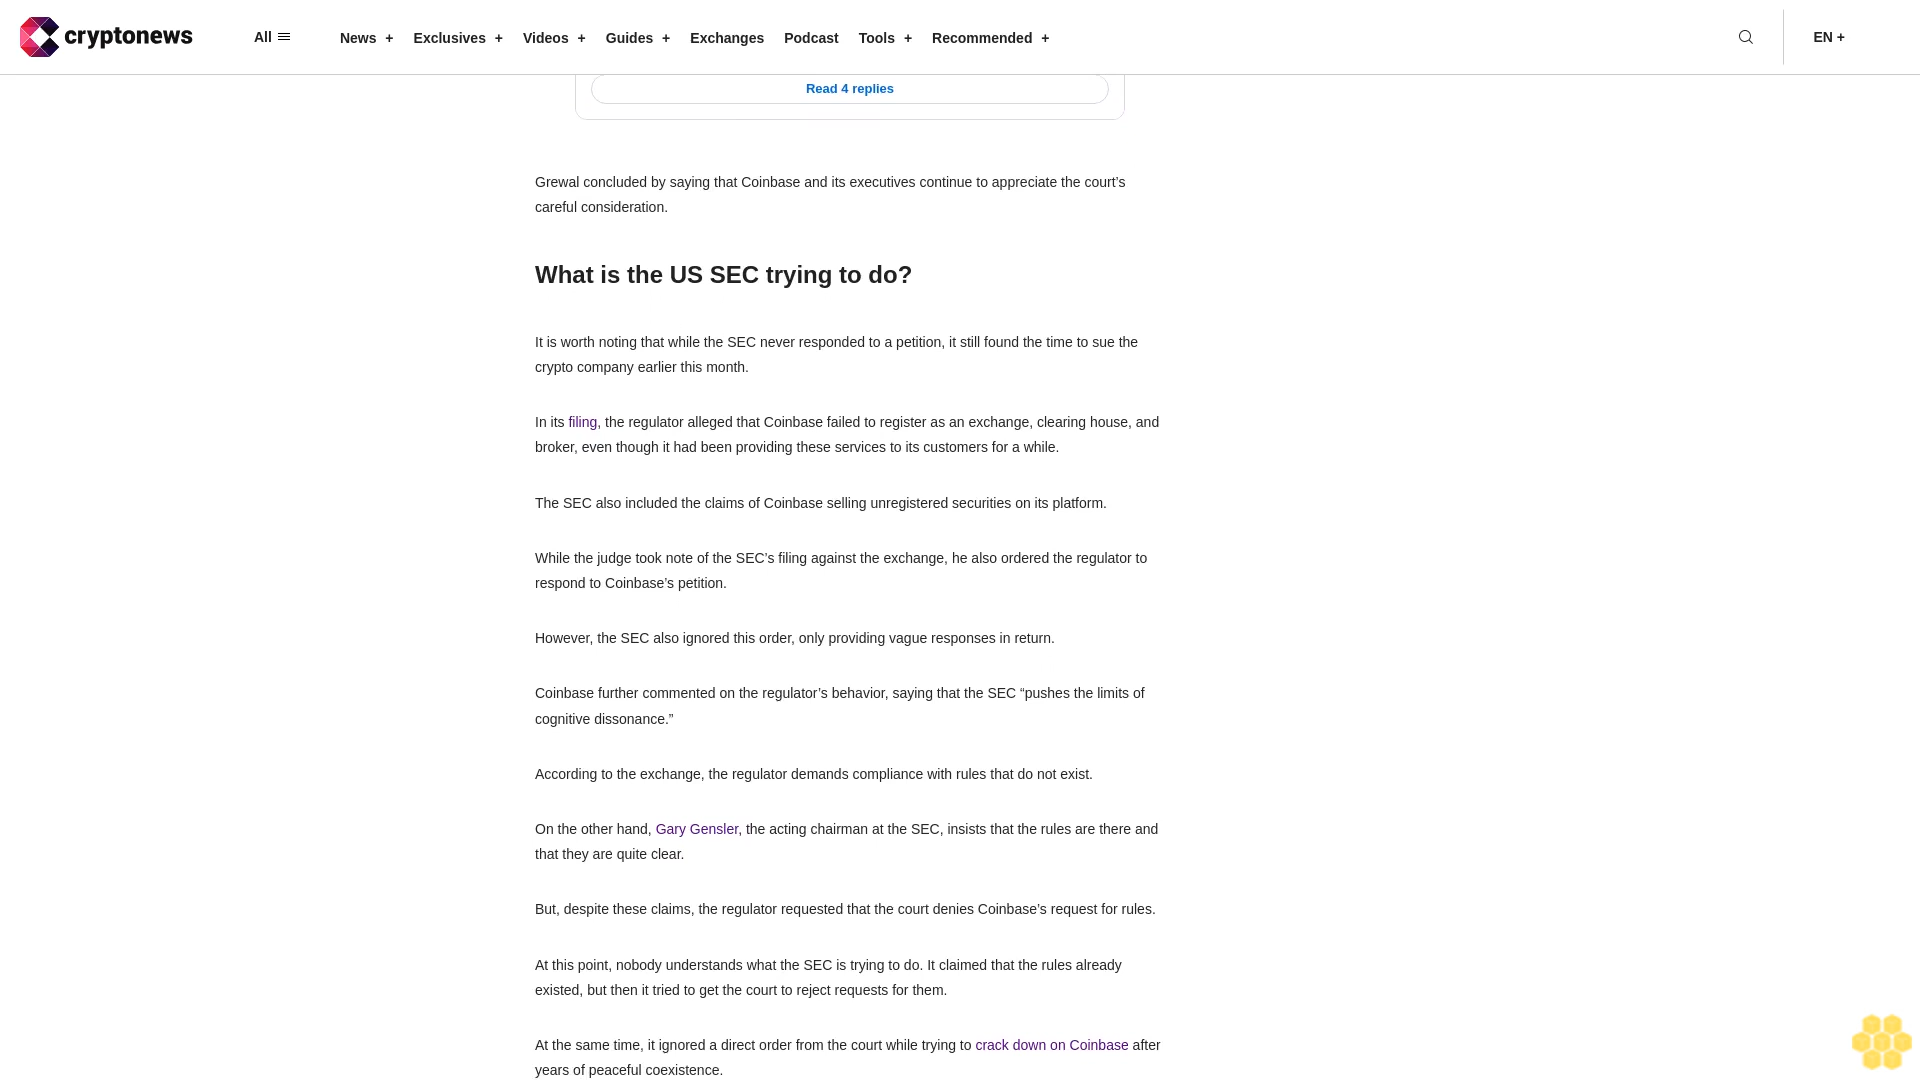 cryptonews
All
News +
Exclusives +
Videos +
Guides +
Exchanges
Podcast
Tools +
Recommended +
EN +
Read 4 replies
Grewal concluded by saying that Coinbase and its executives continue to appreciate the court’s
careful consideration.
What is the US SEC trying to do?
It is worth noting that while the SEC never responded to a petition, it still found the time to sue the
crypto company earlier this month.
In its filing, the regulator alleged that Coinbase failed to register as an exchange, clearing house, and
broker, even though it had been providing these services to its customers for a while.
The SEC also included the claims of Coinbase selling unregistered securities on its platform.
While the judge took note of the SEC’s filing against the exchange, he also ordered the regulator to
respond to Coinbase’s petition.
However, the SEC also ignored this order, only providing vague responses in return.
Coinbase further commented on the regulator’s behavior, saying that the SEC “pushes the limits of
cognitive dissonance.”
According to the exchange, the regulator demands compliance with rules that do not exist.
On the other hand, Gary Gensler, the acting chairman at the SEC, insists that the rules are there and
that they are quite clear.
But, despite these claims, the regulator requested that the court denies Coinbase’s request for rules.
At this point, nobody understands what the SEC is trying to do. It claimed that the rules already
existed, but then it tried to get the court to reject requests for them.
At the same time, it ignored a direct order from the court while trying to crack down on Coinbase after
years of peaceful coexistence.